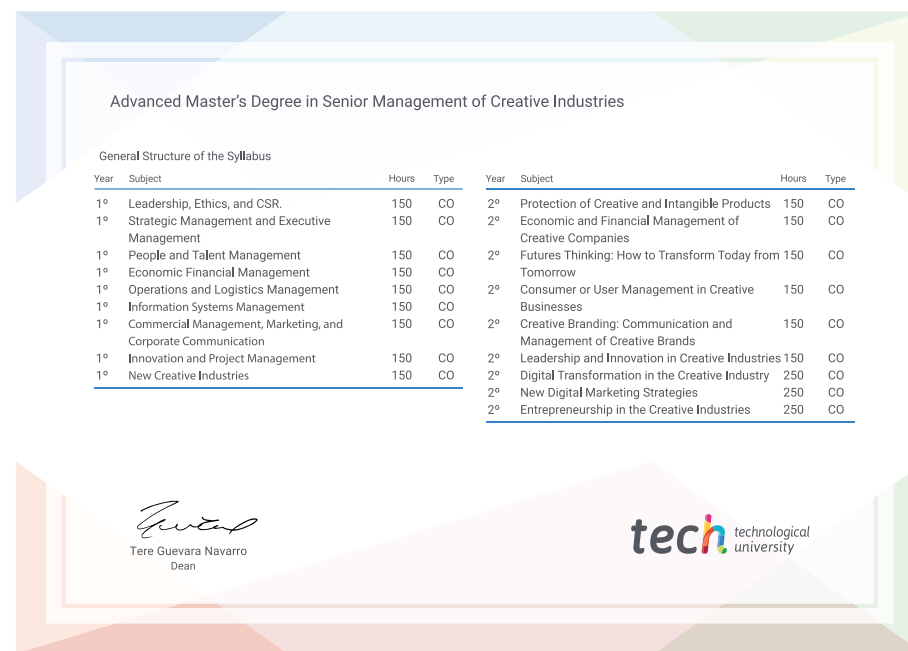 Advanced Master's Degree in Senior Management of Creative Industries
General Structure of the Syllabus
Year Subject Hours Type
1º Leadership, Ethics, and CSR. 150 CO
1º Strategic Management and Executive 150 CO
Management
1º People and Talent Management 150 CO
1º Economic Financial Management 150 CO
1º Operations and Logistics Management 150 CO
1º Information Systems Management 150 CO
1º Commercial Management, Marketing, and 150 CO
Corporate Communication
1º Innovation and Project Management 150 CO
1º New Creative Industries 150 CO
Year Subject Hours Type
2º Protection of Creative and Intangible Products 150 CO
2º Economic and Financial Management of 150 CO
Creative Companies
2º Futures Thinking: How to Transform Today from 150 CO
Tomorrow
2º Consumer or User Management in Creative 150 CO
Businesses
2º Creative Branding: Communication and 150 CO
Management of Creative Brands
2º Leadership and Innovation in Creative Industries 150 CO
2º Digital Transformation in the Creative Industry 250 CO
2º New Digital Marketing Strategies 250 CO
2º Entrepreneurship in the Creative Industries 250 CO
Tere Guevara Navarro
Dean
tech technological
university